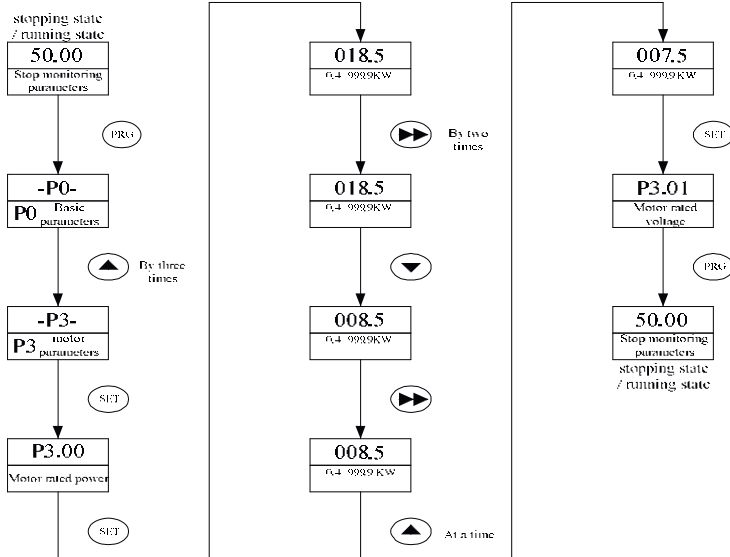 stopping state
/ running state
50.00
Stop monitoring
parameters
PRG
-P0-
P0 Basic
parameters
By three
times
-P3-
P3 motor
parameters
SET
P3.00
Motor rated power
SET
018.5
0.4 999.9KW
By two
times
018.5
0.4 999.9KW
008.5
0.4 999.9KW
008.5
0.4 999.9 KW
At a time
007.5
0.4 999.9KW
SET
P3.01
Motor rated
voltage
PRG
50.00
Stop monitoring
parameters
stopping state
/ running state